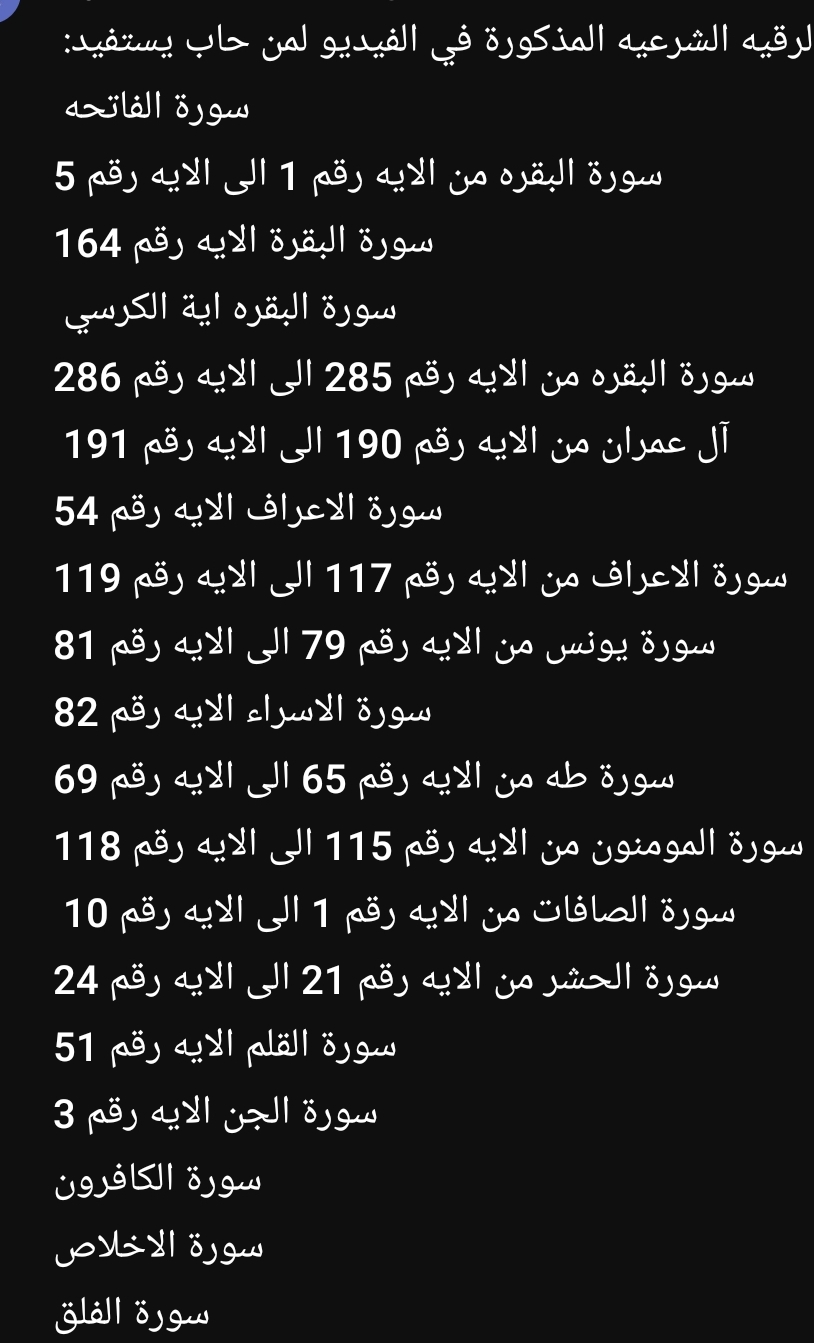 لرقيه الشرعيه المذكورة في الفيديو لمن حاب يستفيد:
سورة الفاتحه
سورة البقره من الايه رقم 1 الى الايه رقم 5
سورة البقرة الايه رقم 164
سورة البقره اية الكرسي
سورة البقره من الايه رقم 285 الى الايه رقم 286
آل عمران من الايه رقم 190 الى الايه رقم 191
سورة الاعراف الايه رقم 54
سورة الاعراف من الايه رقم 117 الى الايه رقم 119
سورة يونس من الايه رقم 79 الى الايه رقم 81
سورة الاسراء الايه رقم 82
سورة طه من الايه رقم 65 الى الايه رقم 69
سورة المومنون من الايه رقم 115 الى الايه رقم 118
سورة الصافات من الايه رقم 1 الى الايه رقم 10
سورة الحشر من الايه رقم 21 الى الايه رقم 24
سورة القلم الايه رقم 51
سورة الجن الايه رقم 3
سورة الكافرون
سورة الاخلاص
سورة الفلق